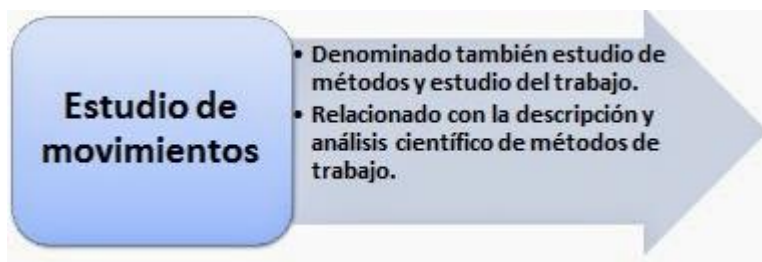 Estudio de
movimientos
• Denominado también estudio de
métodos y estudio del trabajo.
• Relacionado con la descripción y
análisis científico de métodos de
trabajo.